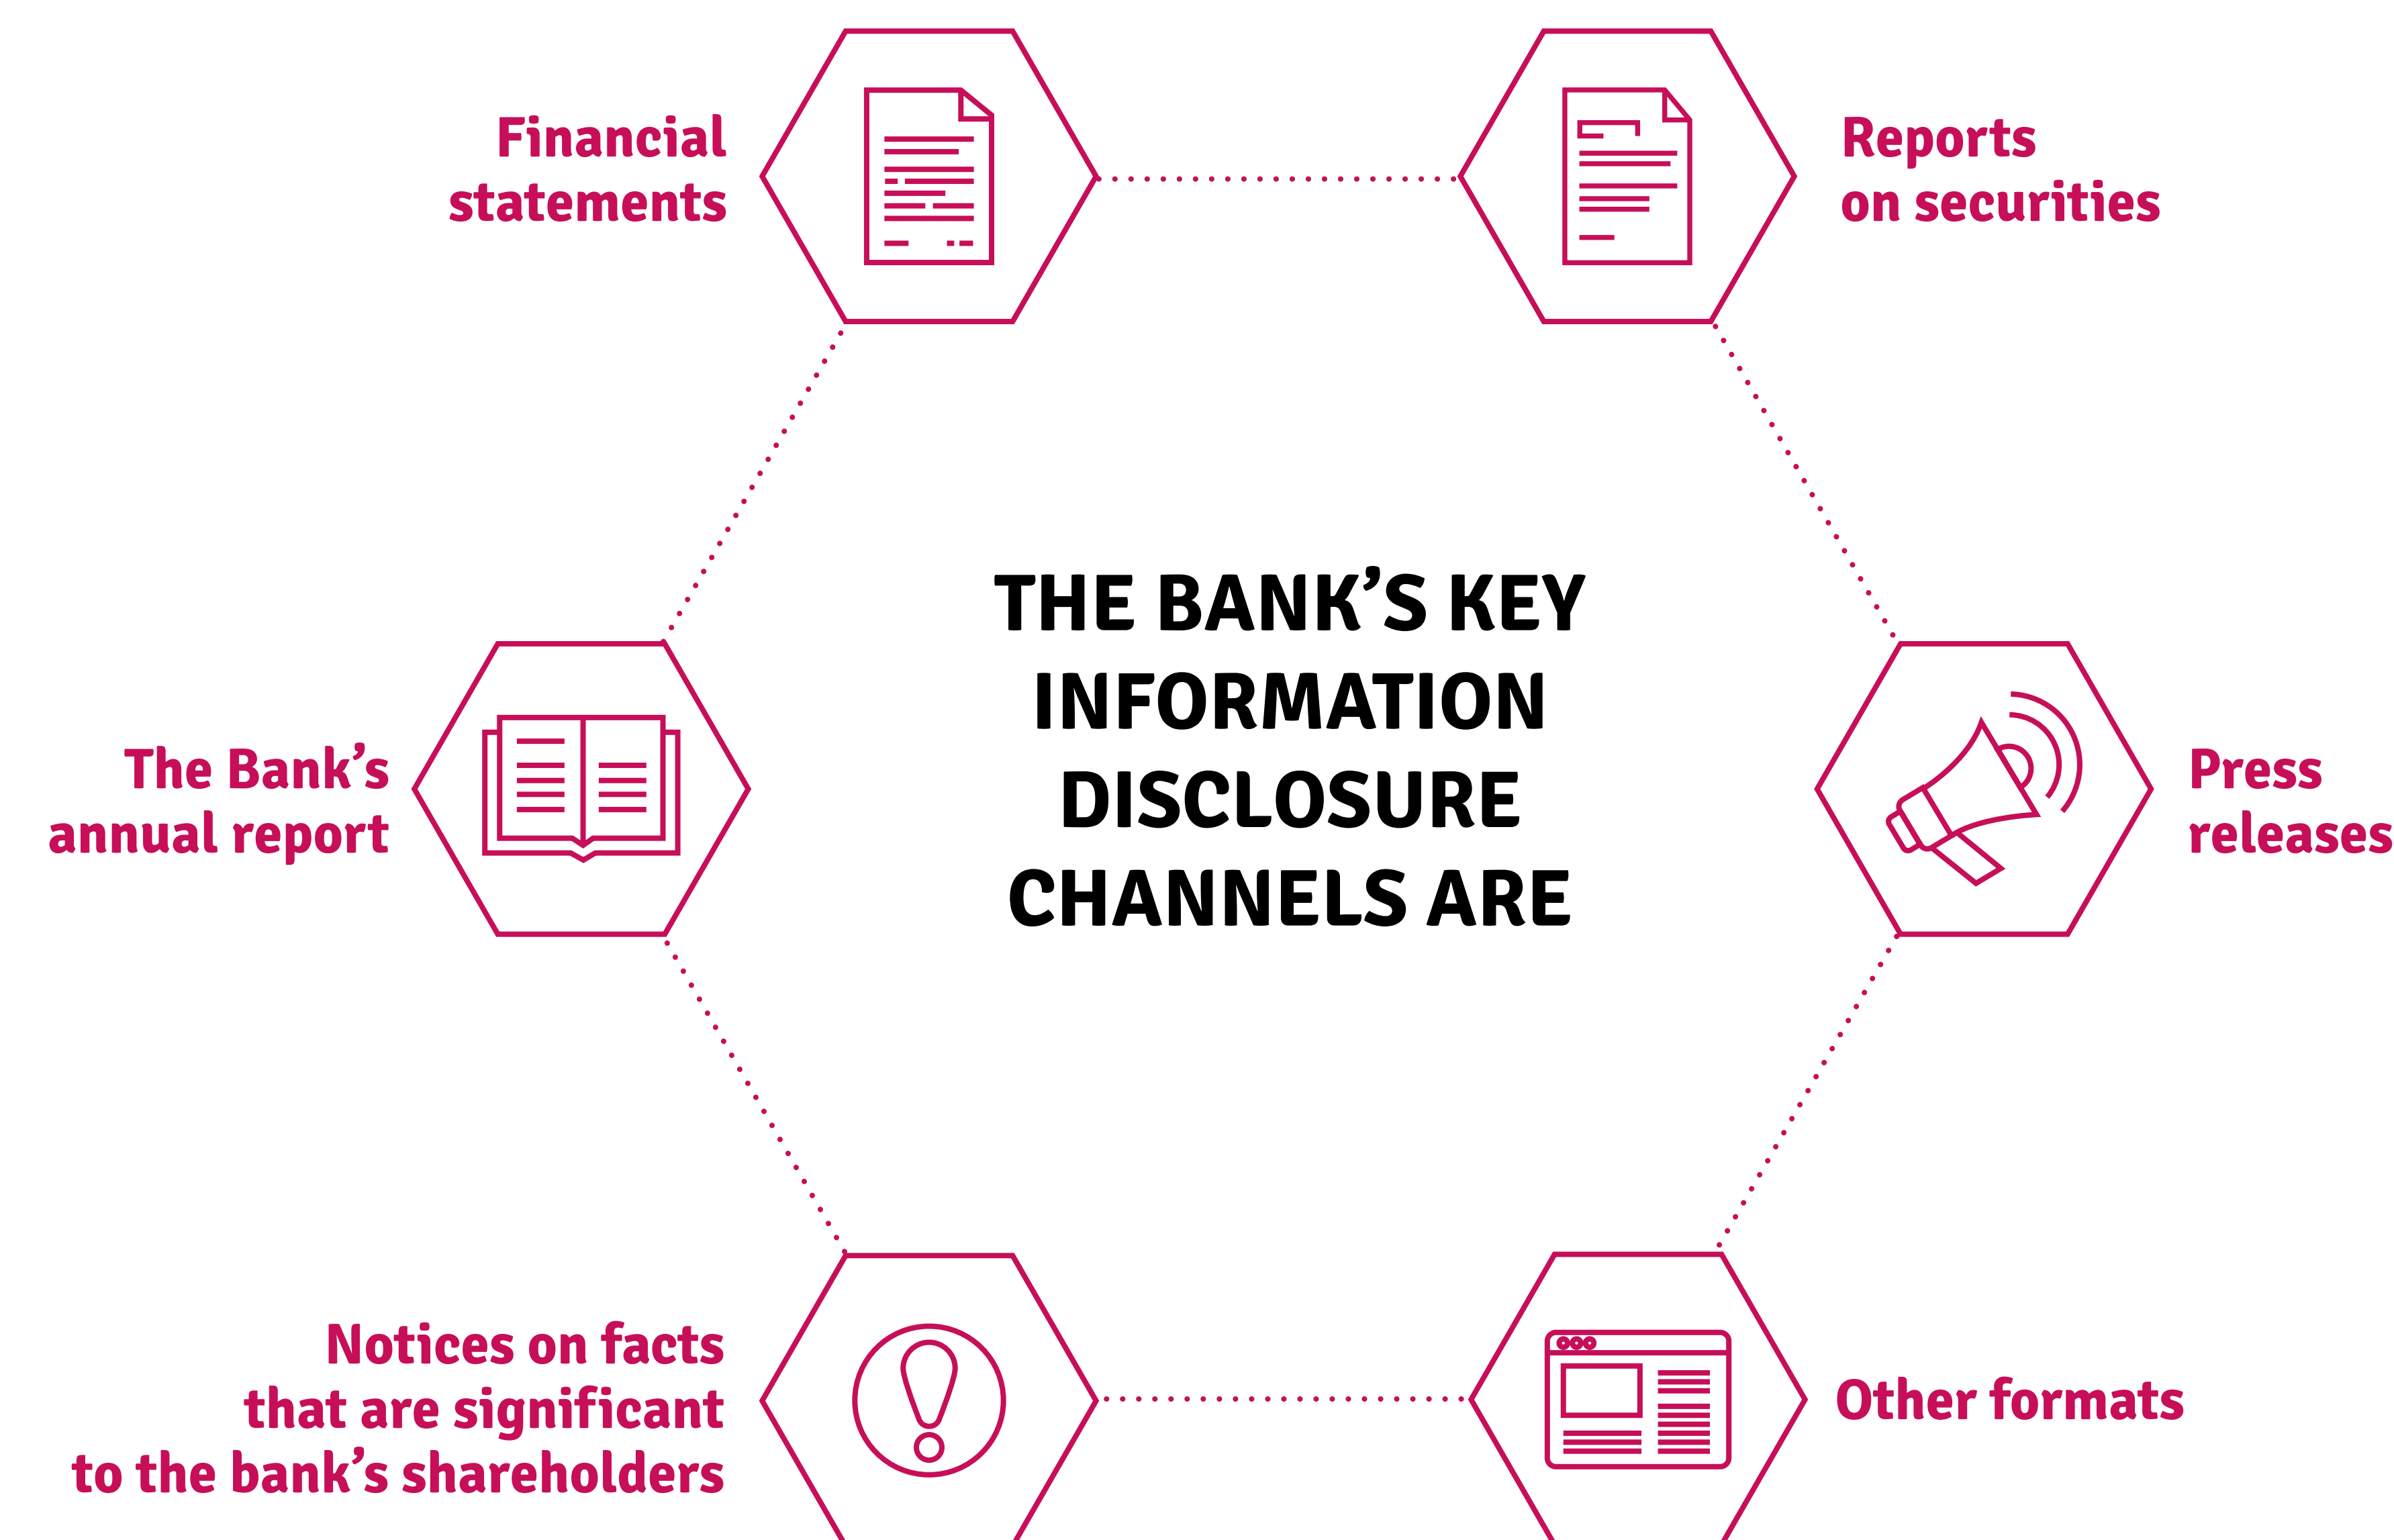 Financial
statements
Reports
on securities
THE BANK’S KEY
INFORMATION
DISCLOSURE
CHANNELS ARE
The Bank’s
annual report
Press
releases
Notices on facts
that are significant
to the bank’s shareholders
Other formats